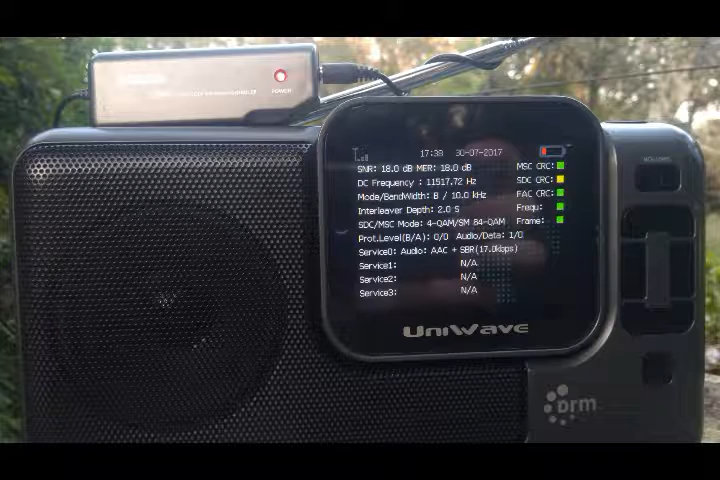 POWER
17:39 30-07-2017
SNR: 18.0 dB MER: 18.0 dB MSC CRC:
DC Frequency : 11517.72 Hz SDC CRC:
Mode/BandWidth: B / 10.0 kHz FAC CRC:
Interleaver Depth: 2.0 S Frequ:
SDC/MSC Mode: 4-QAM/SM 64-QAM Frame:
Prot.Level(B/A): 0/0 Audio/Data: 1/0
Service0: Audio: AAC + SBR(17.0kbps)
Service1: N/A
Service2: N/A
Service3: N/A
UniWave
VOLUME
DRM